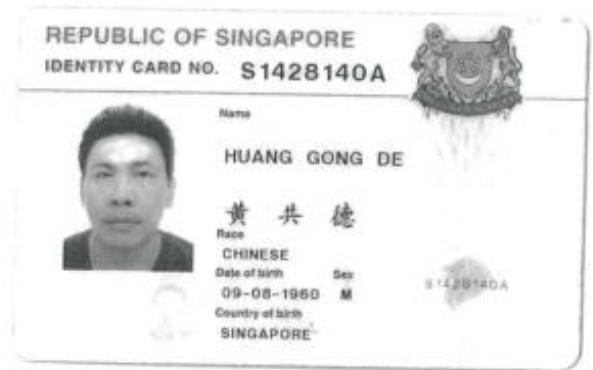 REPUBLIC OF SINGAPORE
IDENTITY CARD NO. S1428140A
Name
HUANG GONG DE
黄共德
Race
CHINESE
Date of birth Sex
09-08-1960 M
S1428140A
Country of birth
SINGAPORE